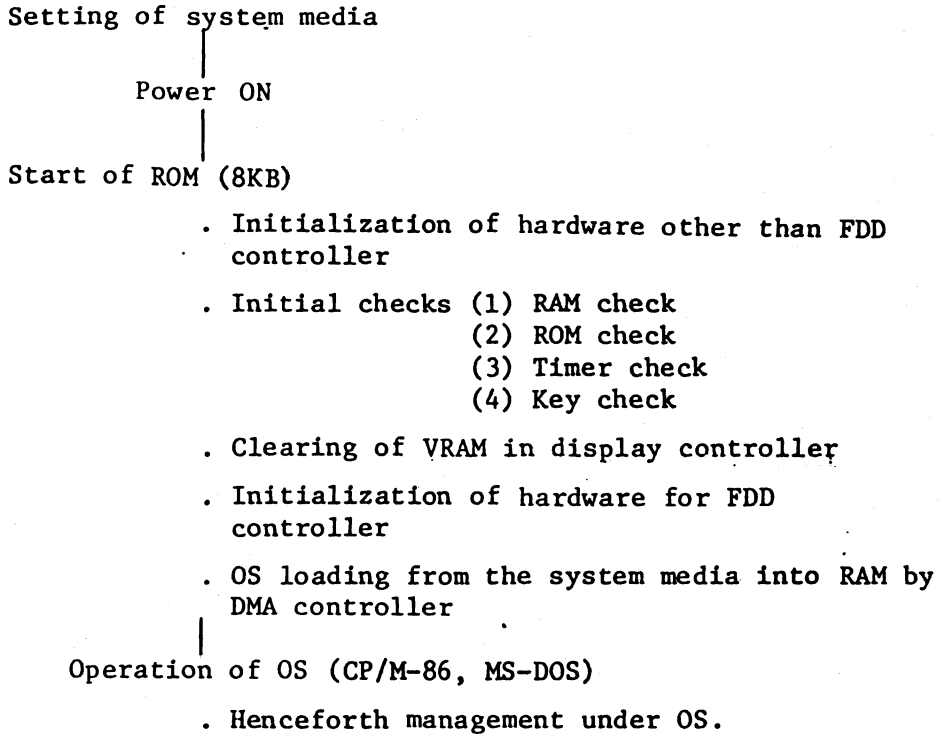 Setting of system media
Power ON
Start of ROM (8KB)
. Initialization of hardware other than FDD
controller
. Initial checks (1) RAM check
(2) ROM check
(3) Timer check
(4) Key check
. Clearing of VRAM in display controller
. Initialization of hardware for FDD
controller
. OS loading from the system media into RAM by
DMA controller
Operation of OS (CP/M-86, MS-DOS)
. Henceforth management under OS.